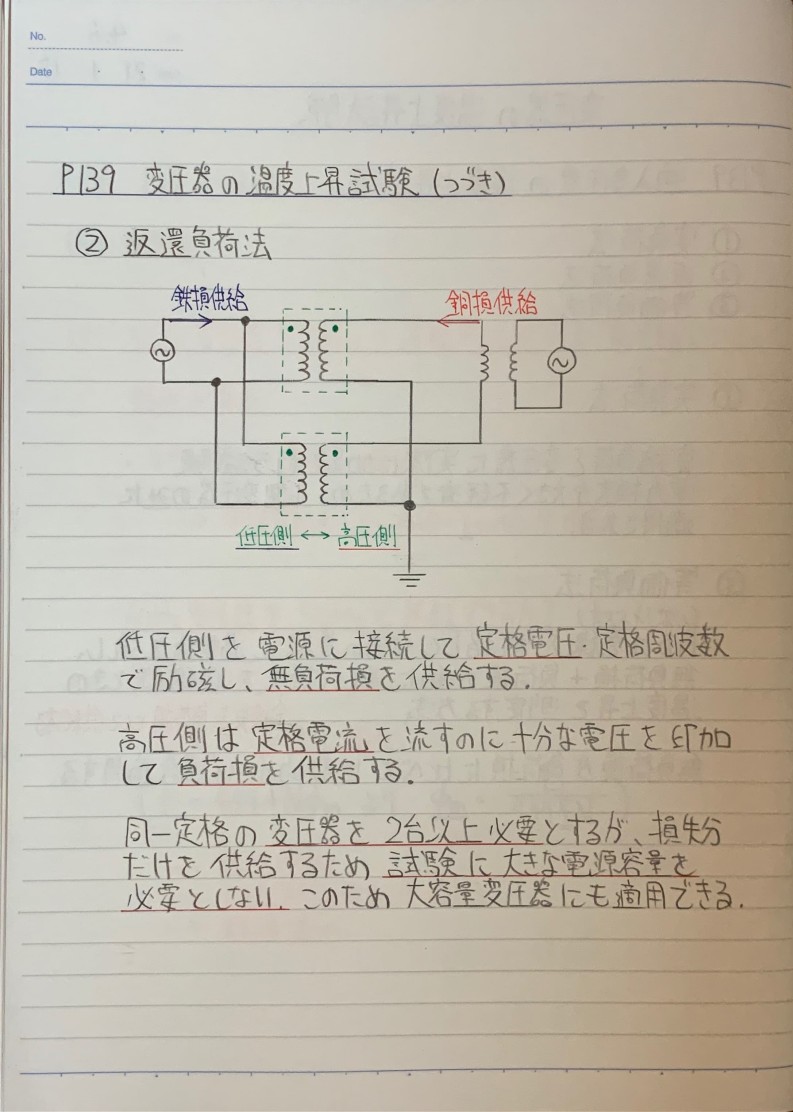 No.
Date
P139 変圧器の温度上昇試験(つづき)
② 返還負荷法
鉄損供給
銅損供給
低圧側 ↔ 高圧側
低圧側を電源に接続して定格電圧・定格周波数
で励磁し、無負荷損を供給する.
高圧側は定格電流を流すのに十分な電圧を印加
して負荷損を供給する.
同一定格の変圧器を2台以上必要とするが、損失分
だけを供給するため試験に大きな電源容量を
必要としない. このため大容量変圧器にも適用できる.